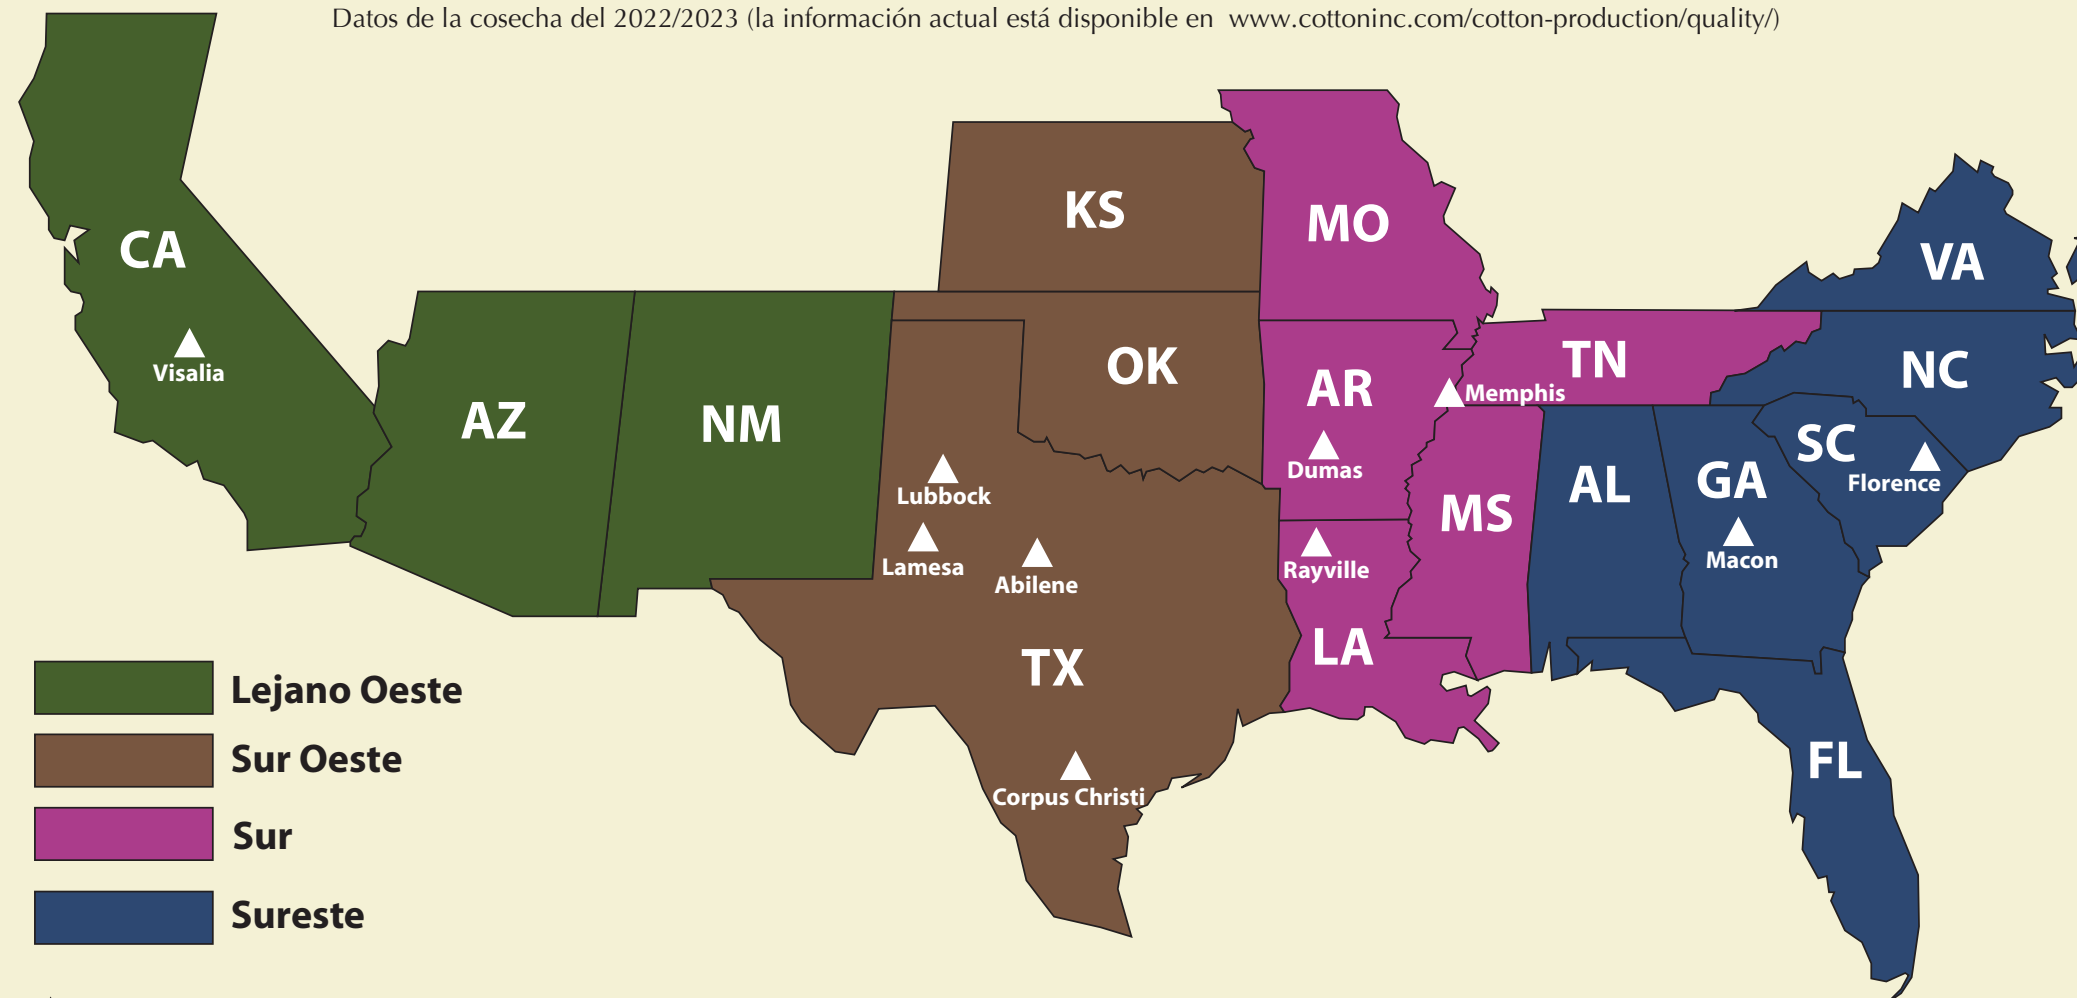 Datos de la cosecha del 2022/2023 (la información actual está disponible en www.cottoninc.com/cotton-production/quality/)
KS
MO
CA
VA
Visalia
OK
TN
NC
AZ
NM
AR
Memphis
SC
Lubbock
Dumas
AL
GA
Florence
Lamesa
MS
Abilene
Rayville
Macon
TX
LA
Lejano Oeste
Sur Oeste
FL
Corpus Christi
Sur
Sureste